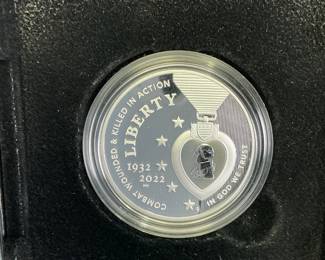 COMBAT WOUNDED & KILLED IN ACTION
LIBERTY
1932
2022
IN GOD WE TRUST